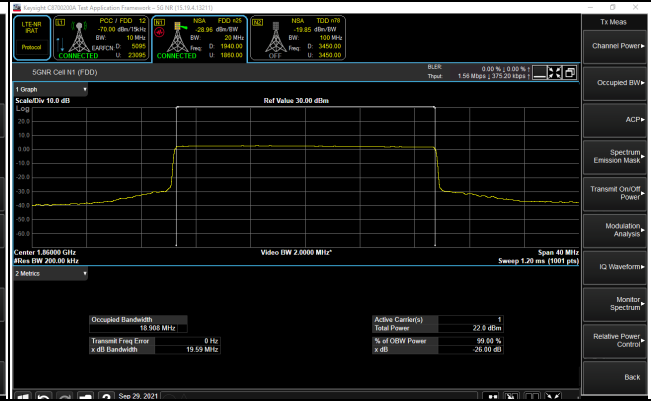 Keysight C8700200A Test Application Framework – 5G NR (15.19.4.13211)
LTE-NR IRAT
Protocol
L1 PCC / FDD 12
-70.00 dBm/15kHz
BW: 10 MHz
EARFCN D: 5095
CONNECTED U: 23095
N1 NSA FDD n25
-28.96 dBm/BW
BW: 20 MHz
Freq D: 1940.00
CONNECTED U: 1860.00
N2 NSA TDD n78
-19.85 dBm/BW
BW: 100 MHz
Freq D: 3450.00
OFF U: 3450.00
Tx Meas
5GNR Cell N1 (FDD)
BLER: 0.00 % ↓ 0.00 % ↑
Thput: 1.56 Mbps ↓ 375.20 kbps ↑
1 Graph
Scale/Div 10.0 dB
Ref Value 30.00 dBm
Log
20.0
10.0
0.00
-10.0
-20.0
-30.0
-40.0
-50.0
-60.0
Center 1.86000 GHz
Video BW 2.0000 MHz*
Span 40 MHz
#Res BW 200.00 kHz
Sweep 1.20 ms (1001 pts)
2 Metrics
Occupied Bandwidth
18.908 MHz
Transmit Freq Error 0 Hz
x dB Bandwidth 19.59 MHz
Active Carrier(s) 1
Total Power 22.0 dBm
% of OBW Power 99.00 %
x dB -26.00 dB
Channel Power
Occupied BW
ACP
Spectrum Emission Mask
Transmit On/Off Power
Modulation Analysis
IQ Waveform
Monitor Spectrum
Relative Power Control
Back
Sep 29, 2021